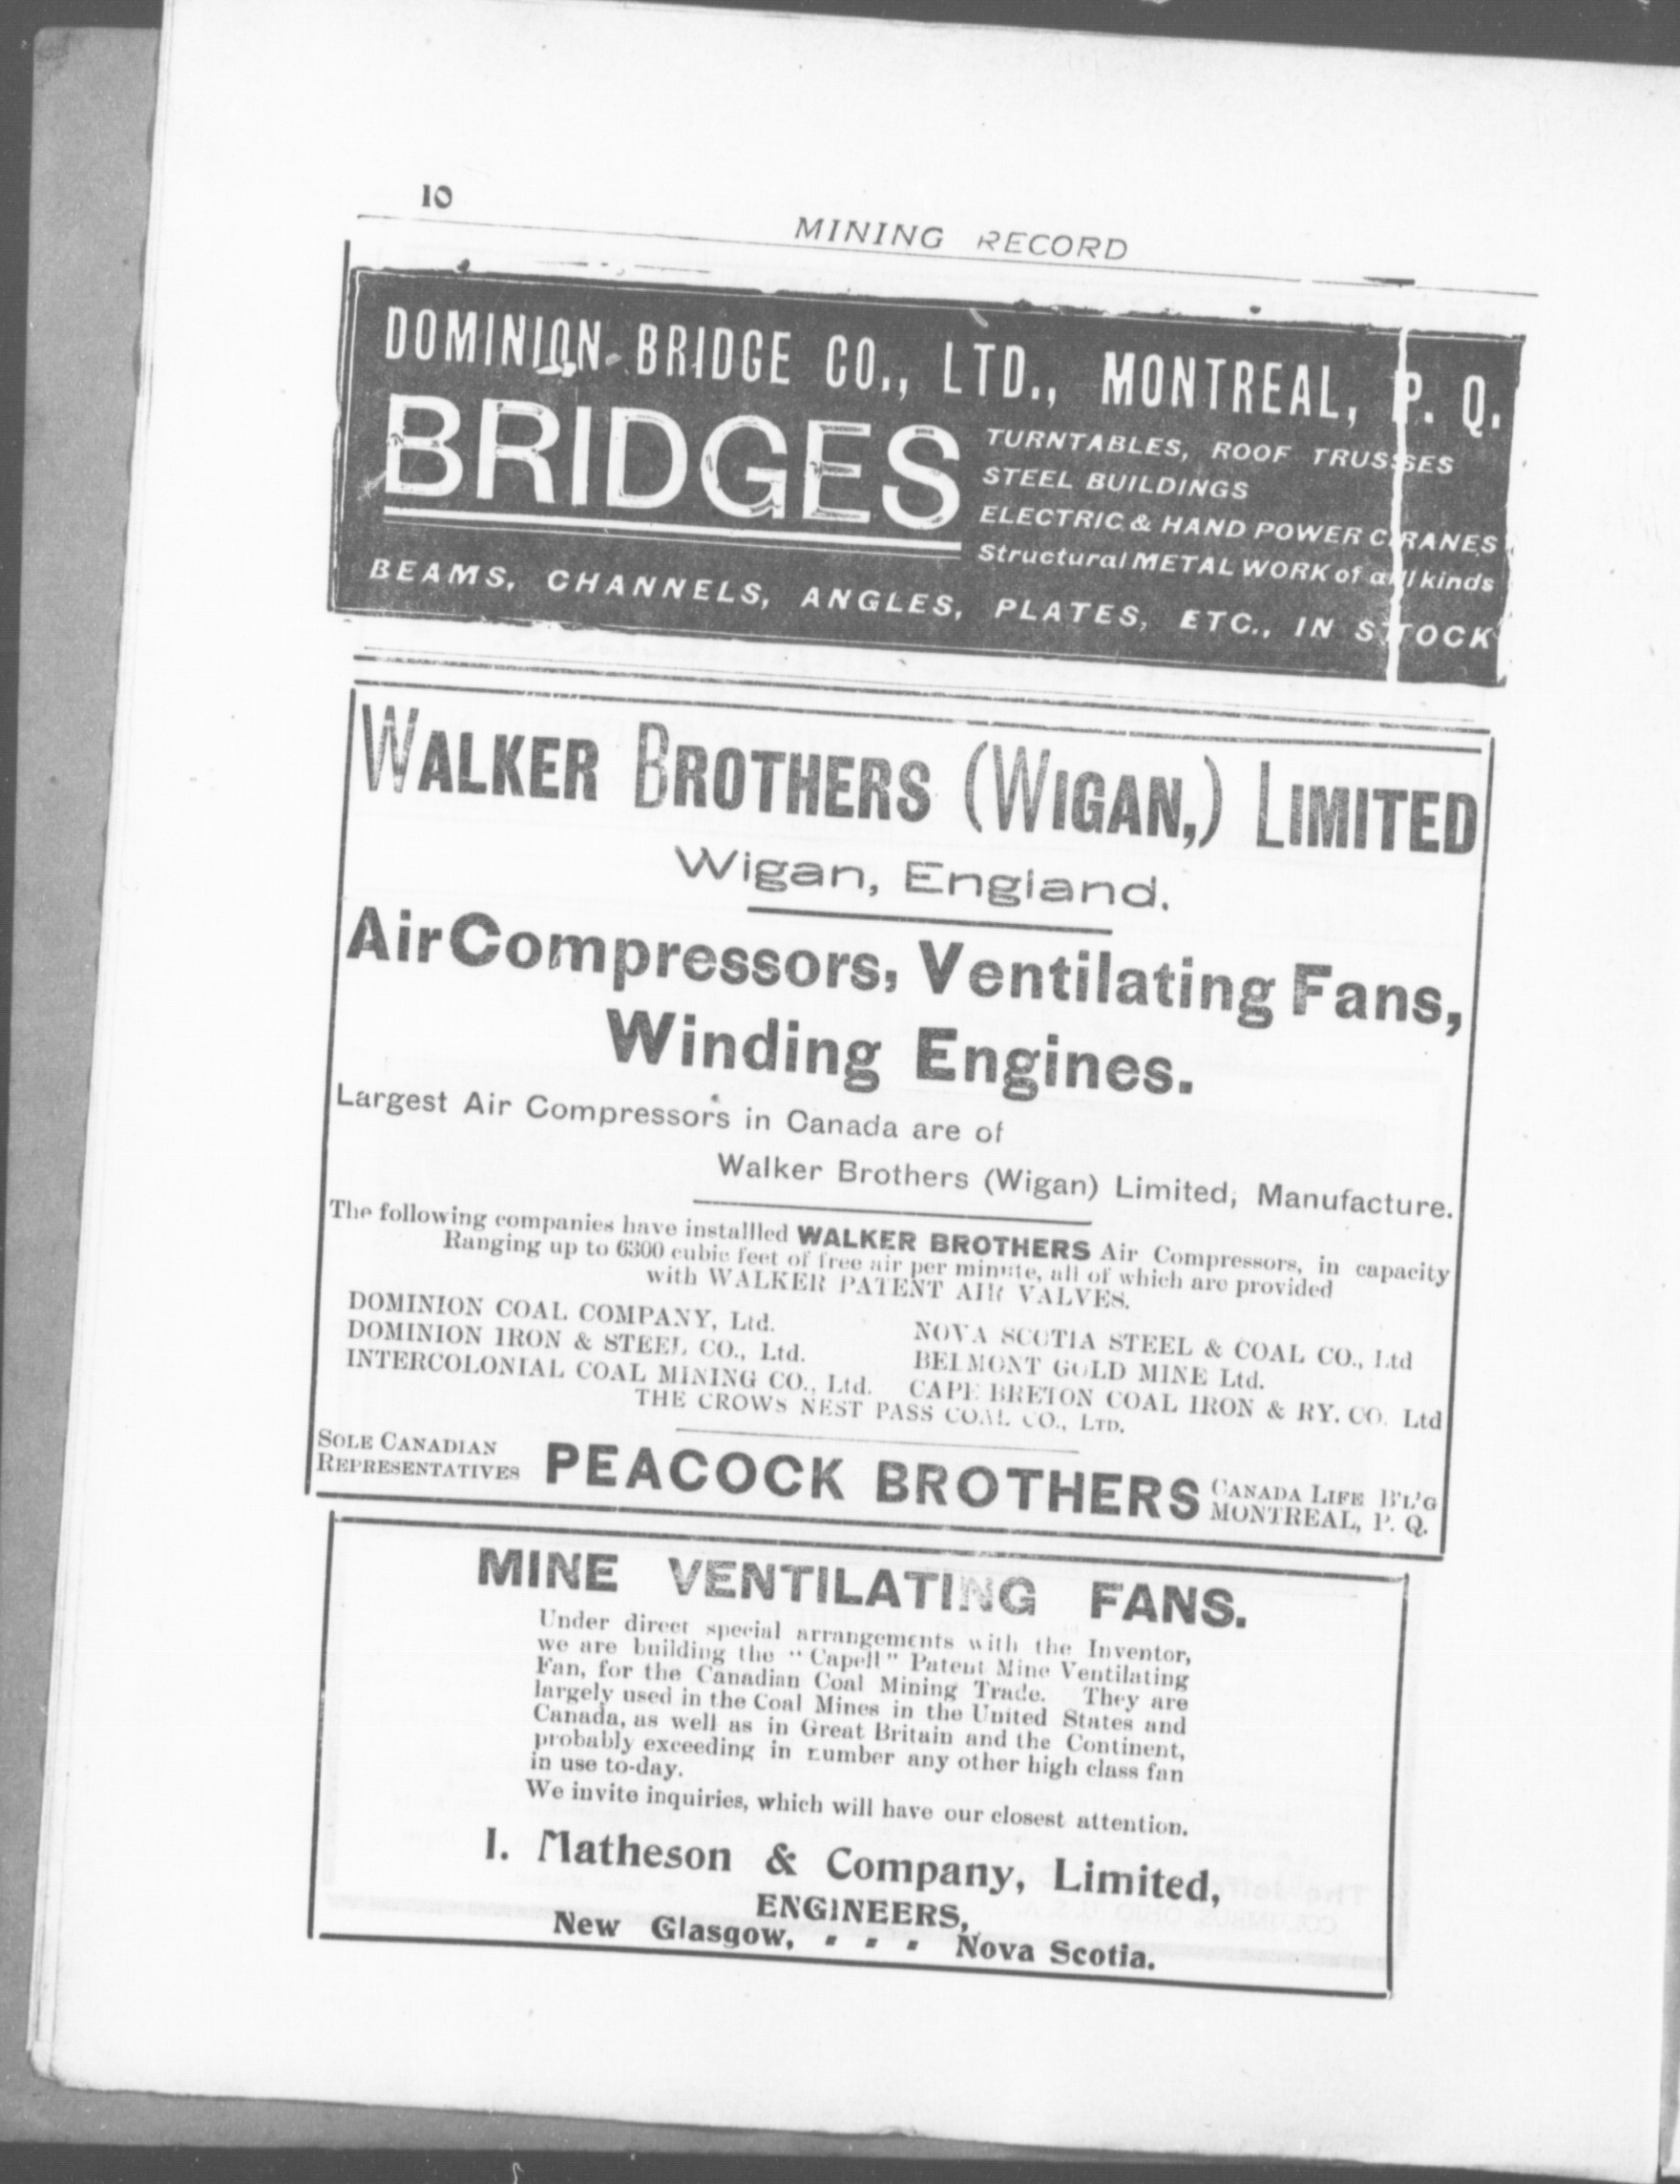 10
MINING RECORD
DOMINION BRIDGE CO., LTD., MONTREAL, P. Q.
BRIDGES
TURNTABLES, ROOF TRUSSES
STEEL BUILDINGS
ELECTRIC & HAND POWER CRANES
Structural METAL WORK of all kinds
BEAMS, CHANNELS, ANGLES, PLATES, ETC., IN STOCK
WALKER BROTHERS (WIGAN,) LIMITED
Wigan, England.
Air Compressors, Ventilating Fans,
Winding Engines.
Largest Air Compressors in Canada are of
Walker Brothers (Wigan) Limited, Manufacture.
The following companies have installled WALKER BROTHERS Air Compressors, in capacity
Ranging up to 6300 cubic feet of free air per minute, all of which are provided
with WALKER PATENT AIR VALVES.
DOMINION COAL COMPANY, Ltd.
DOMINION IRON & STEEL CO., Ltd.
INTERCOLONIAL COAL MINING CO., Ltd.
NOVA SCOTIA STEEL & COAL CO., Ltd
BELMONT GOLD MINE Ltd.
CAPE BRETON COAL IRON & RY. CO. Ltd
THE CROWS NEST PASS COAL CO., LTD.
SOLE CANADIAN
REPRESENTATIVES
PEACOCK BROTHERS
CANADA LIFE B'L'G
MONTREAL, P. Q.
MINE VENTILATING FANS.
Under direct special arrangements with the Inventor,
we are building the "Capell" Patent Mine Ventilating
Fan, for the Canadian Coal Mining Trade. They are
largely used in the Coal Mines in the United States and
Canada, as well as in Great Britain and the Continent,
probably exceeding in number any other high class fan
in use to-day.
We invite inquiries, which will have our closest attention.
I. Matheson & Company, Limited,
ENGINEERS,
New Glasgow, - - - Nova Scotia.